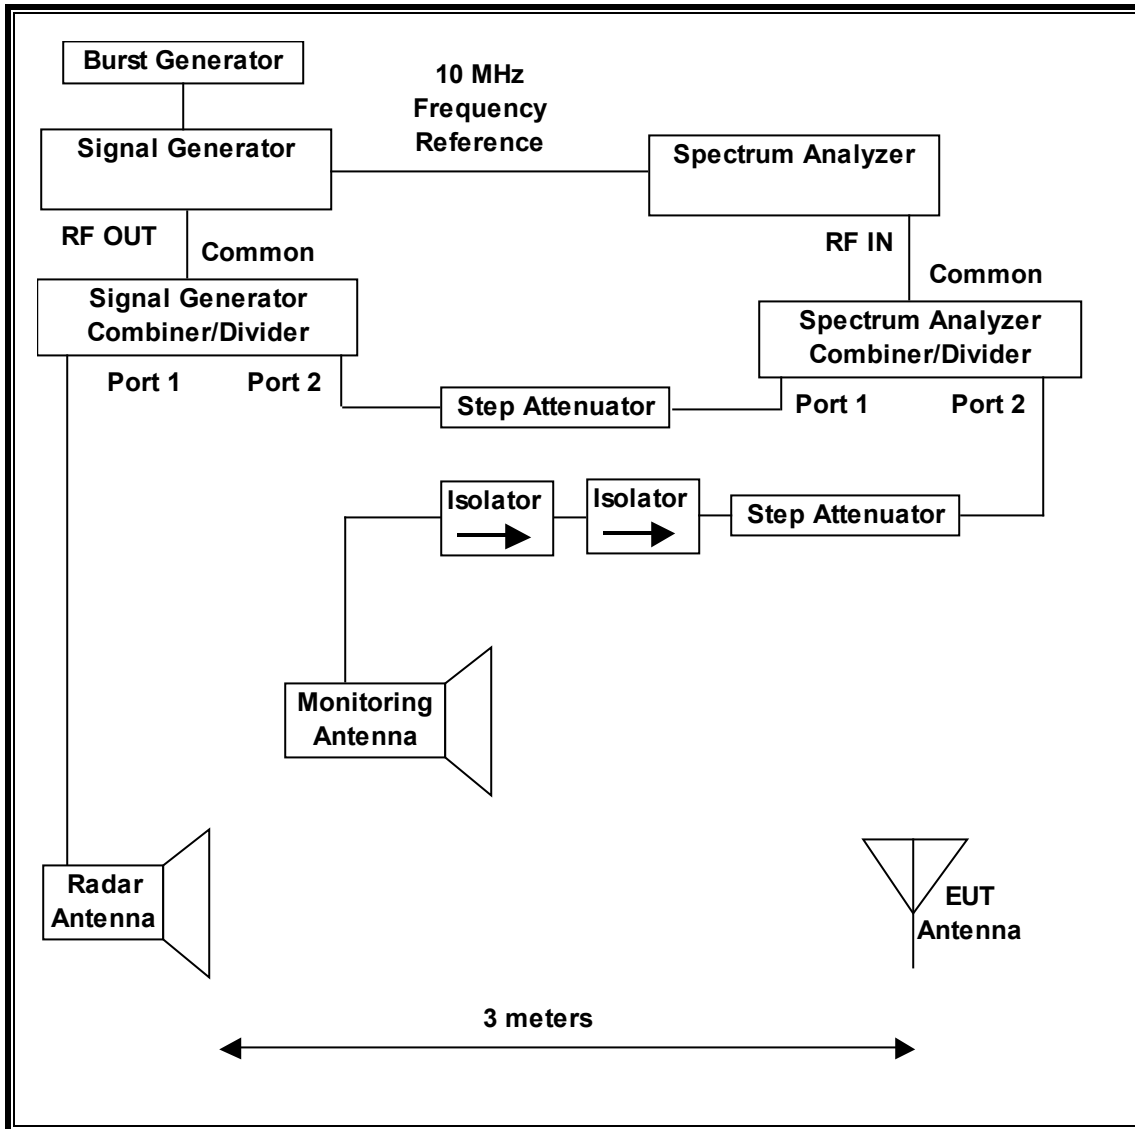 Burst Generator
10 MHz
Frequency
Reference
Signal Generator
Spectrum Analyzer
RF OUT
Common
RF IN
Common
Signal Generator
Combiner/Divider
Spectrum Analyzer
Combiner/Divider
Port 1
Port 2
Step Attenuator
Port 1
Port 2
Isolator
Isolator
Step Attenuator
Monitoring
Antenna
Radar
Antenna
EUT
Antenna
3 meters